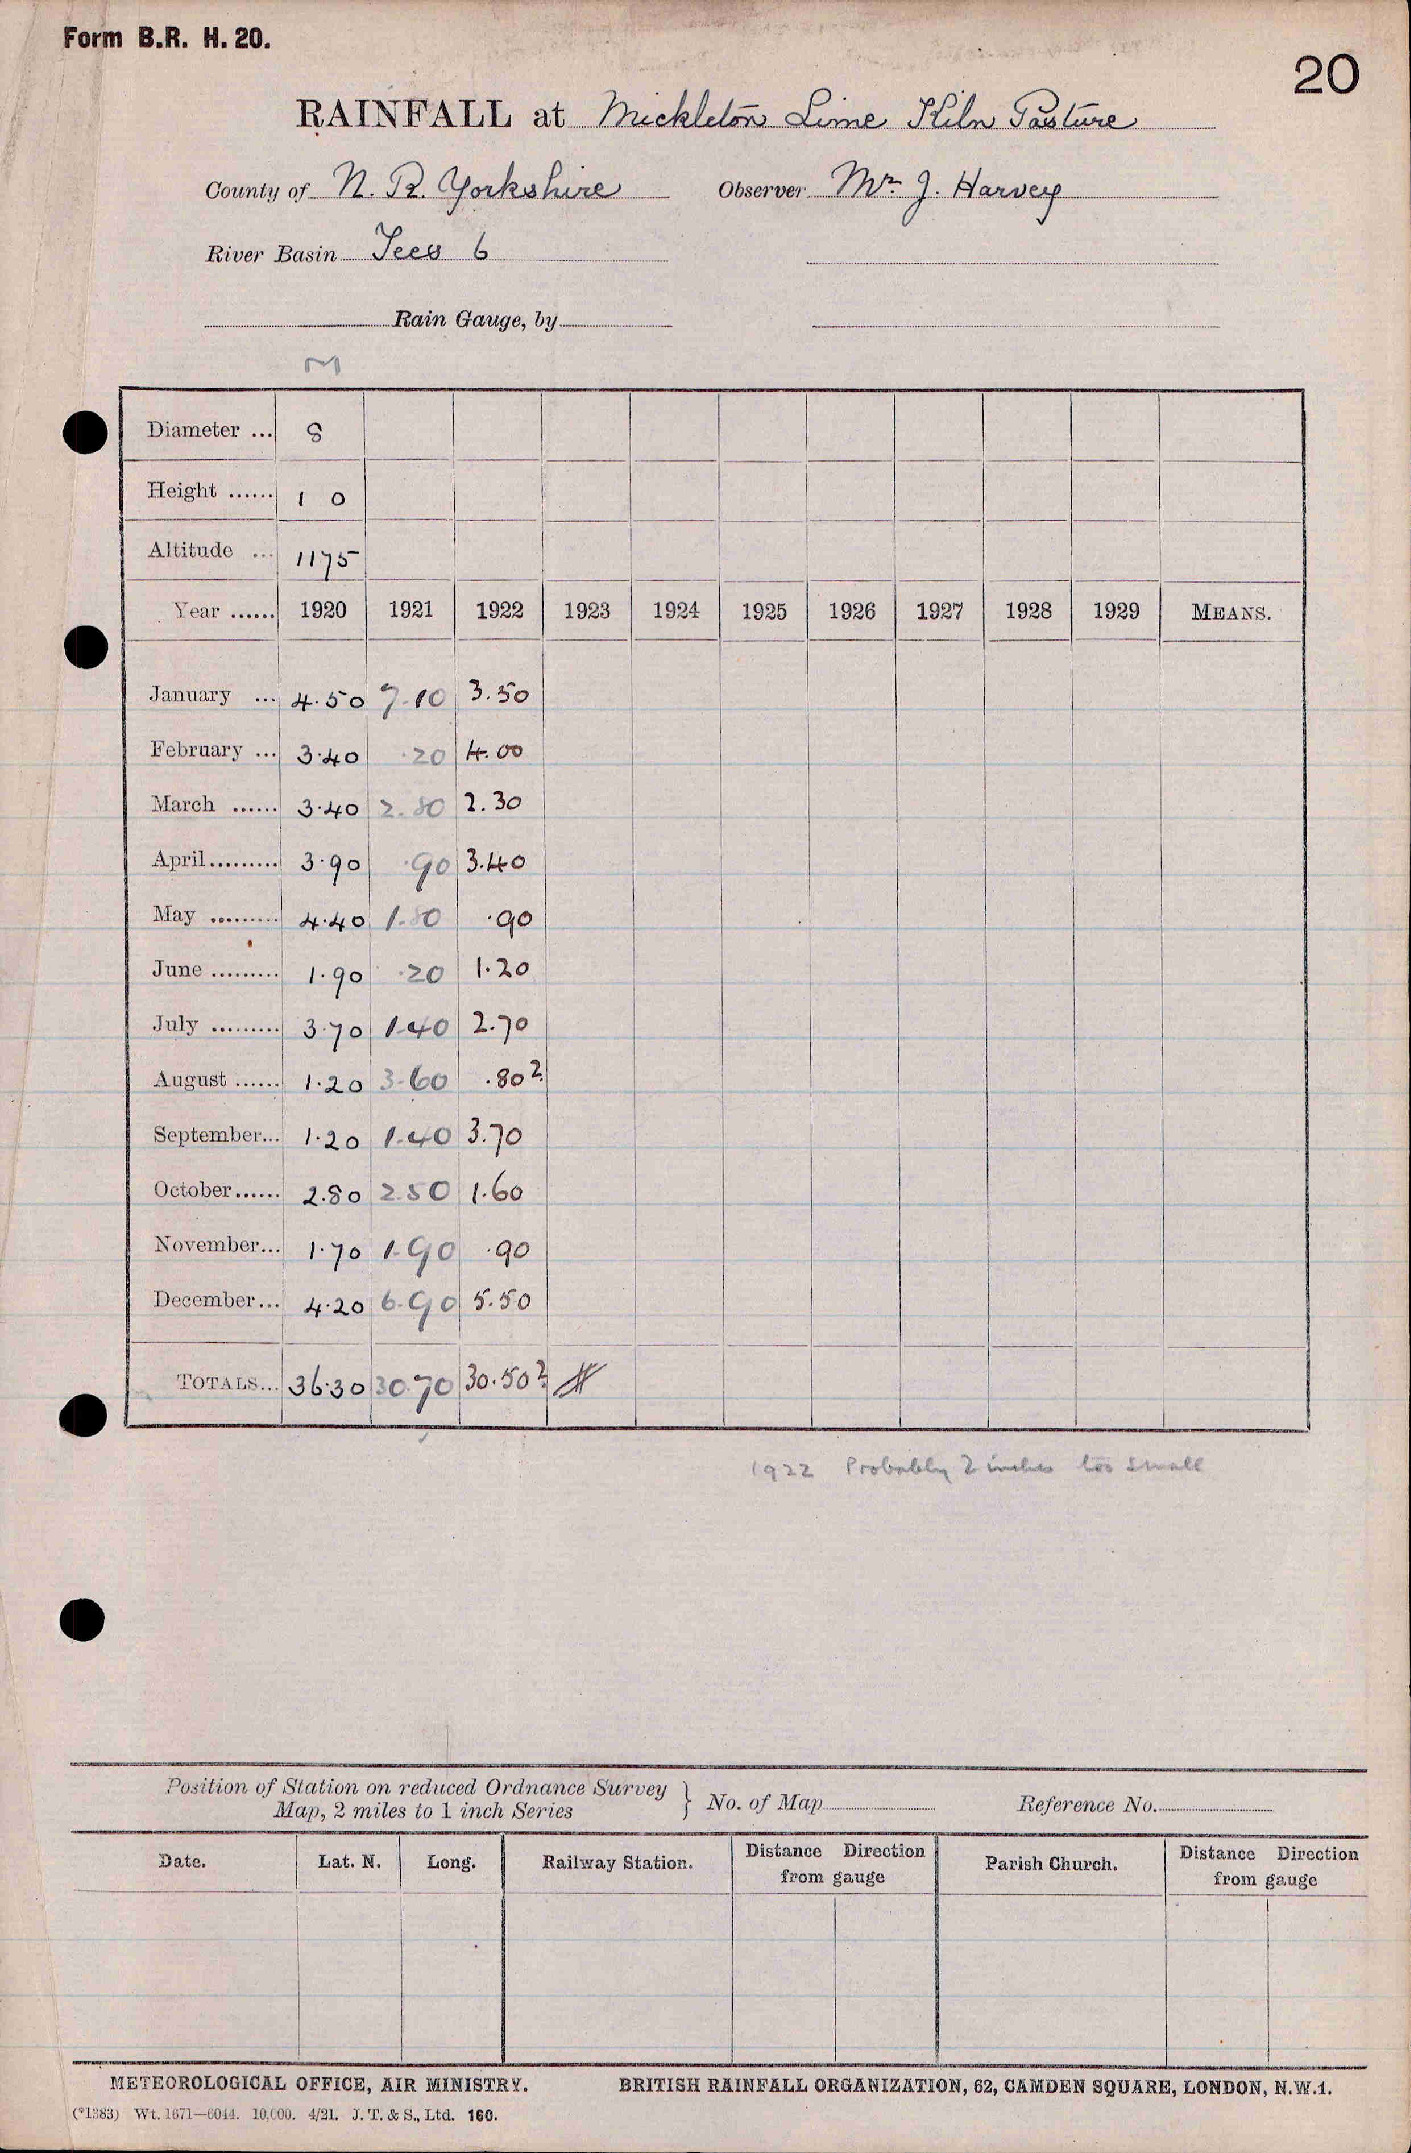 Form B.R. H. 20.
20
RAINFALL at Mickleton Lime Kiln Pasture
County of N. R. Yorkshire Observer Mr. J. Harvey
River Basin Tees 6
Rain Gauge, by
M
Diameter ... 8
Height ...... 1 0
Altitude ... 1175
Year ...... 1920 1921 1922 1923 1924 1925 1926 1927 1928 1929 MEANS.
January ... 4.50 7.10 3.50
February ... 3.40 .20 4.00
March ...... 3.40 2.80 2.30
April......... 3.90 .90 3.40
May ......... 4.40 1.80 .90
June ......... 1.90 .20 1.20
July ......... 3.70 1.40 2.70
August ...... 1.20 3.60 .80?
September... 1.20 1.40 3.70
October...... 2.80 2.50 1.60
November... 1.70 1.90 .90
December... 4.20 6.90 5.50
TOTALS... 36.30 30.70 30.50?
1922 Probably 2 inches too small
Position of Station on reduced Ordnance Survey
Map, 2 miles to 1 inch Series } No. of Map Reference No.
Date. Lat. N. Long. Railway Station. Distance Direction from gauge Parish Church. Distance Direction from gauge
METEOROLOGICAL OFFICE, AIR MINISTRY. BRITISH RAINFALL ORGANIZATION, 62, CAMDEN SQUARE, LONDON, N.W.1.
(*1383) Wt. 1671—6044. 10,000. 4/21. J. T. & S., Ltd. 160.